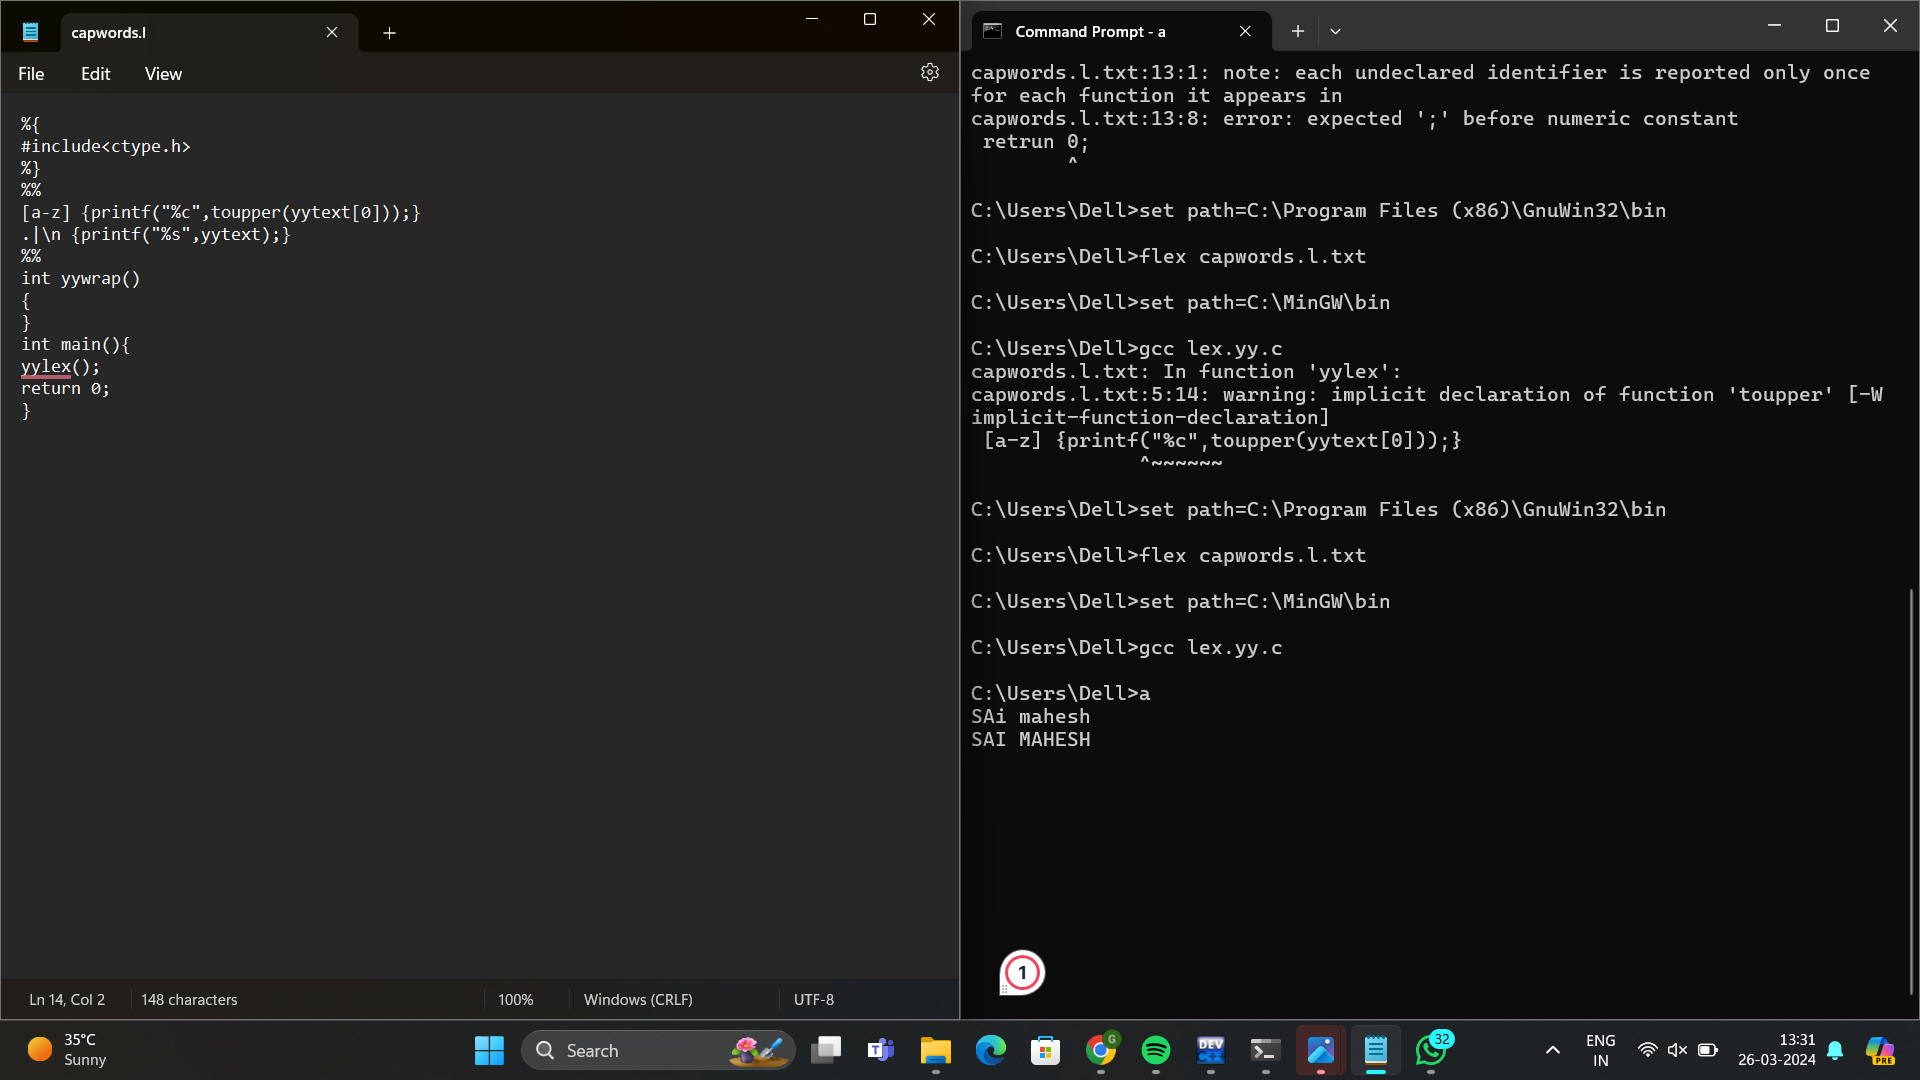 capwords.l
File Edit View
%{
#include<ctype.h>
%}
%%
[a-z] {printf("%c",toupper(yytext[0]));}
.|\n {printf("%s",yytext);}
%%
int yywrap()
{
}
int main(){
yylex();
return 0;
}
Ln 14, Col 2 148 characters 100% Windows (CRLF) UTF-8
Command Prompt - a
capwords.l.txt:13:1: note: each undeclared identifier is reported only once
for each function it appears in
capwords.l.txt:13:8: error: expected ';' before numeric constant
retrun 0;
^
C:\Users\Dell>set path=C:\Program Files (x86)\GnuWin32\bin
C:\Users\Dell>flex capwords.l.txt
C:\Users\Dell>set path=C:\MinGW\bin
C:\Users\Dell>gcc lex.yy.c
capwords.l.txt: In function 'yylex':
capwords.l.txt:5:14: warning: implicit declaration of function 'toupper' [-W
implicit-function-declaration]
[a-z] {printf("%c",toupper(yytext[0]));}
^~~~~~~
C:\Users\Dell>set path=C:\Program Files (x86)\GnuWin32\bin
C:\Users\Dell>flex capwords.l.txt
C:\Users\Dell>set path=C:\MinGW\bin
C:\Users\Dell>gcc lex.yy.c
C:\Users\Dell>a
SAi mahesh
SAI MAHESH
1
35°C
Sunny
Search
T
G
DEV
32
ENG
IN
13:31
26-03-2024
PRE